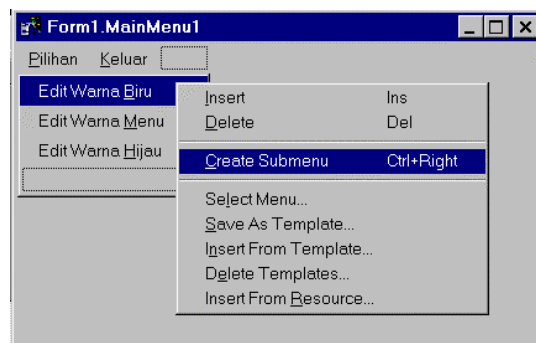 Form1.MainMenu1
Pilihan Keluar
Edit Warna Biru
Edit Warna Menu
Edit Warna Hijau
Insert Ins
Delete Del
Create Submenu Ctrl+Right
Select Menu...
Save As Template...
Insert From Template...
Delete Templates...
Insert From Resource...